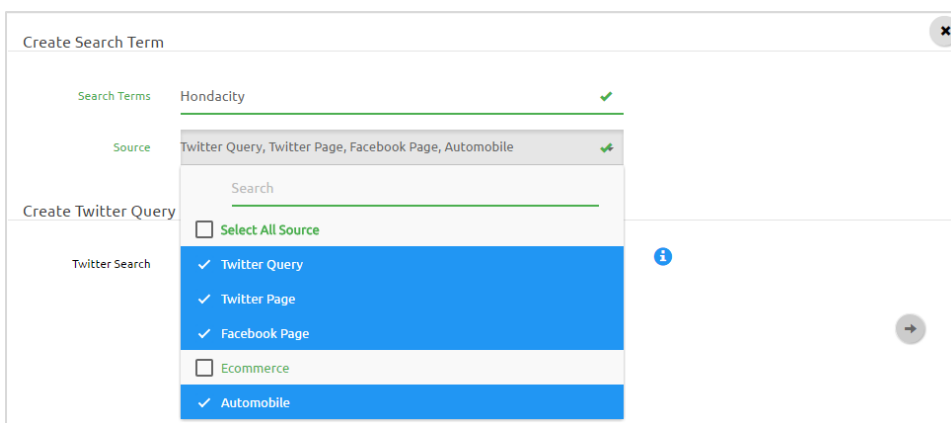 Create Search Term
Search Terms Hondacity
Source Twitter Query, Twitter Page, Facebook Page, Automobile
Search
Create Twitter Query
Select All Source
Twitter Search
Twitter Query
Twitter Page
Facebook Page
Ecommerce
Automobile